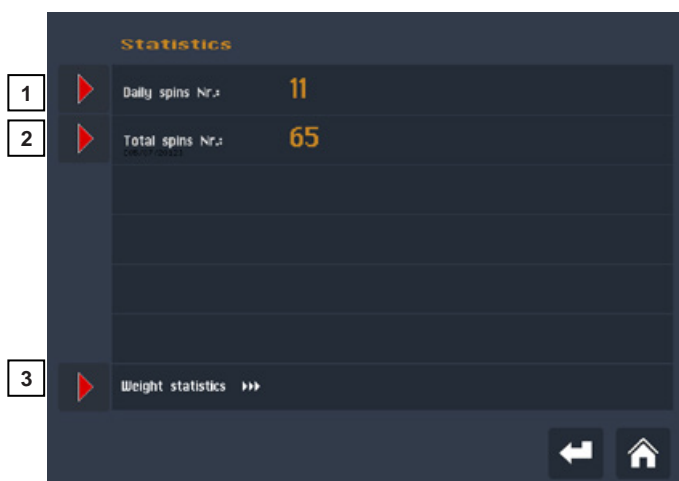 Statistics
1
Daily spins Nr.:
11
2
Total spins Nr.:
65
3
Weight statistics